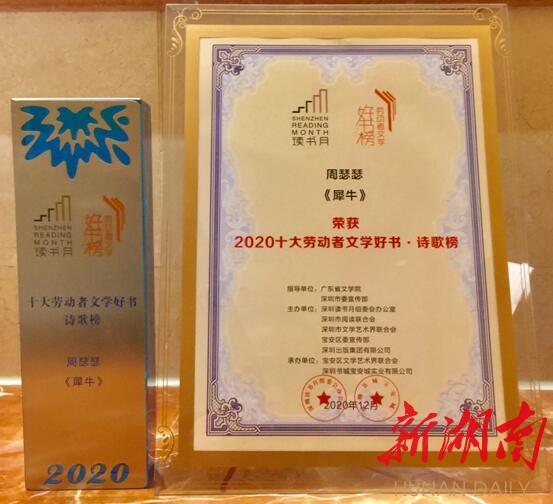 SHENZHEN
READING
MONTH
读书月
好书榜
劳动者文学
十大劳动者文学好书
诗歌榜
周瑟瑟
《犀牛》
2020
SHENZHEN
READING
MONTH
读书月
好书榜
劳动者文学
周瑟瑟
《犀牛》
荣获
2020十大劳动者文学好书·诗歌榜
指导单位：广东省文学院
深圳市委宣传部
主办单位：深圳读书月组委会办公室
深圳市阅读联合会
深圳市文学艺术界联合会
宝安区委宣传部
深圳出版集团有限公司
承办单位：宝安区文学艺术界联合会
深圳书城宝安城实业有限公司
2020年12月
新湖南
HUNAN DAILY